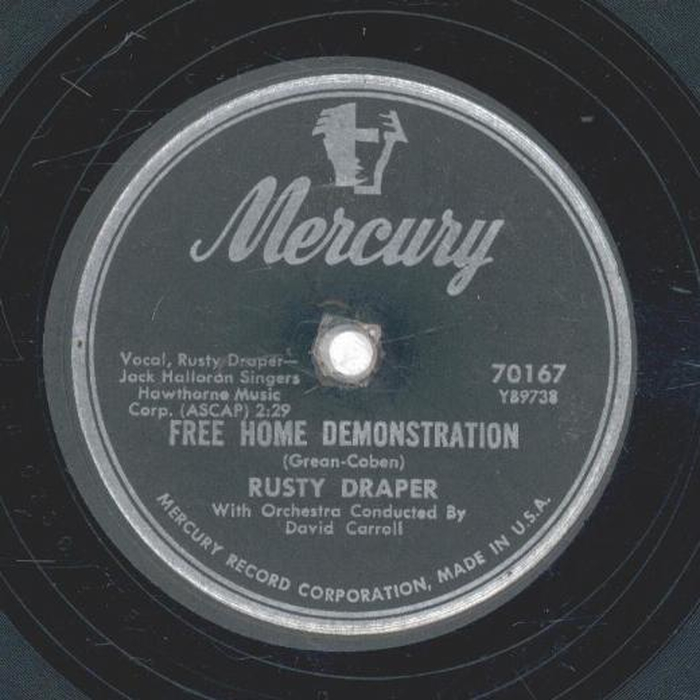 Mercury
Vocal, Rusty Draper—
Jack Halloran Singers
Hawthorne Music
Corp. (ASCAP) 2:29
70167
YB9738
FREE HOME DEMONSTRATION
(Grean-Coben)
RUSTY DRAPER
With Orchestra Conducted By
David Carroll
MERCURY RECORD CORPORATION, MADE IN U.S.A.